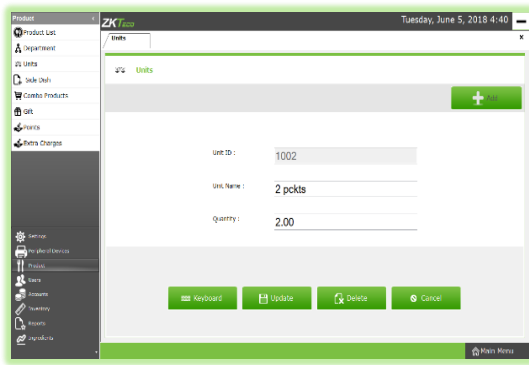 Product
ZKTeco
Tuesday, June 5, 2018 4:40
Product List
Units
x
Department
Units
Units
Side Dish
Combo Products
Add
Gift
Points
Extra Charges
Unit ID :
1002
Unit Name :
2 pckts
Quantity :
2.00
Settings
Peripheral Devices
Product
Users
Accounts
Inventory
Reports
Ingredients
Keyboard
Update
Delete
Cancel
Main Menu